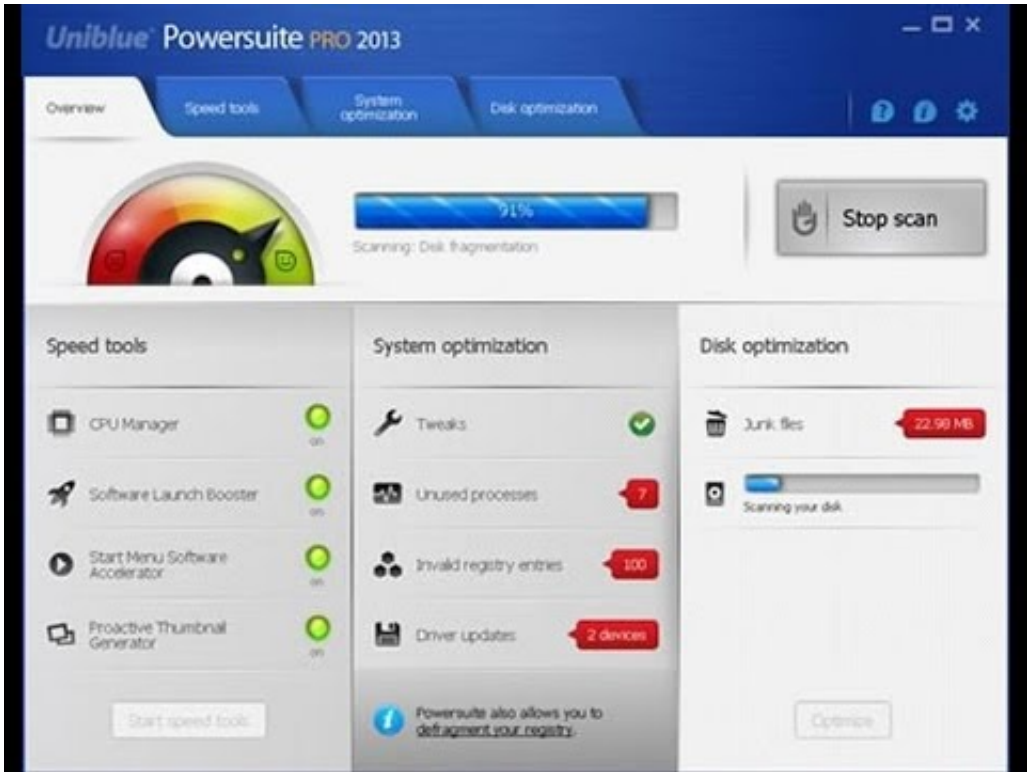 Uniblue Powersuite PRO 2013
Overview
Speed tools
System
optimization
Disk optimization
91%
Scanning: Disk fragmentation
Stop scan
Speed tools
CPU Manager
on
Software Launch Booster
on
Start Menu Software
Accelerator
on
Proactive Thumbnail
Generator
on
Start speed tools
System optimization
Tweaks
Unused processes
7
Invalid registry entries
100
Driver updates
2 devices
Powersuite also allows you to
defragment your registry.
Disk optimization
Junk files
22.98 MB
Scanning your disk
Optimize